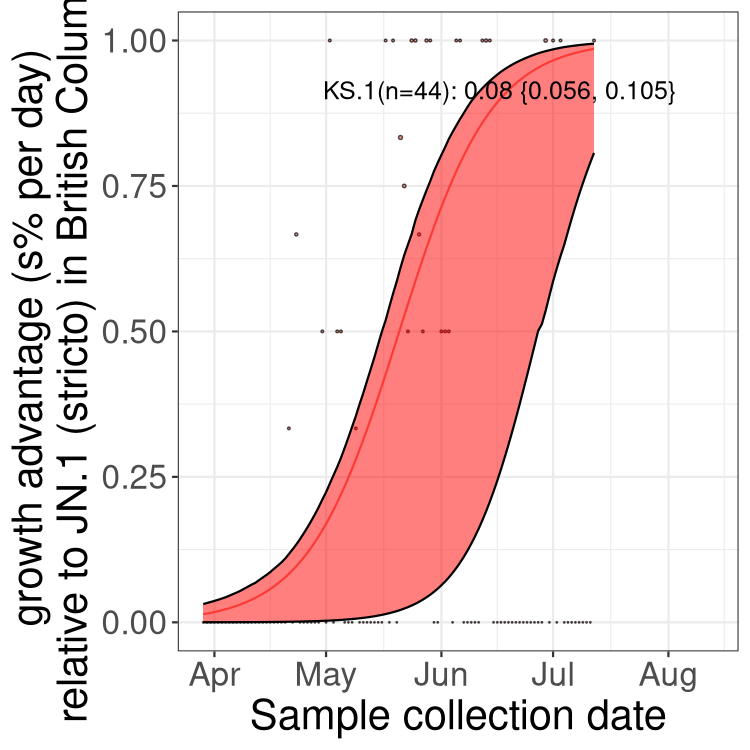 growth advantage (s% per day)
relative to JN.1 (stricto) in British Colum
1.00
0.75
0.50
0.25
0.00
KS.1(n=44): 0.08 {0.056, 0.105}
Apr May Jun Jul Aug
Sample collection date